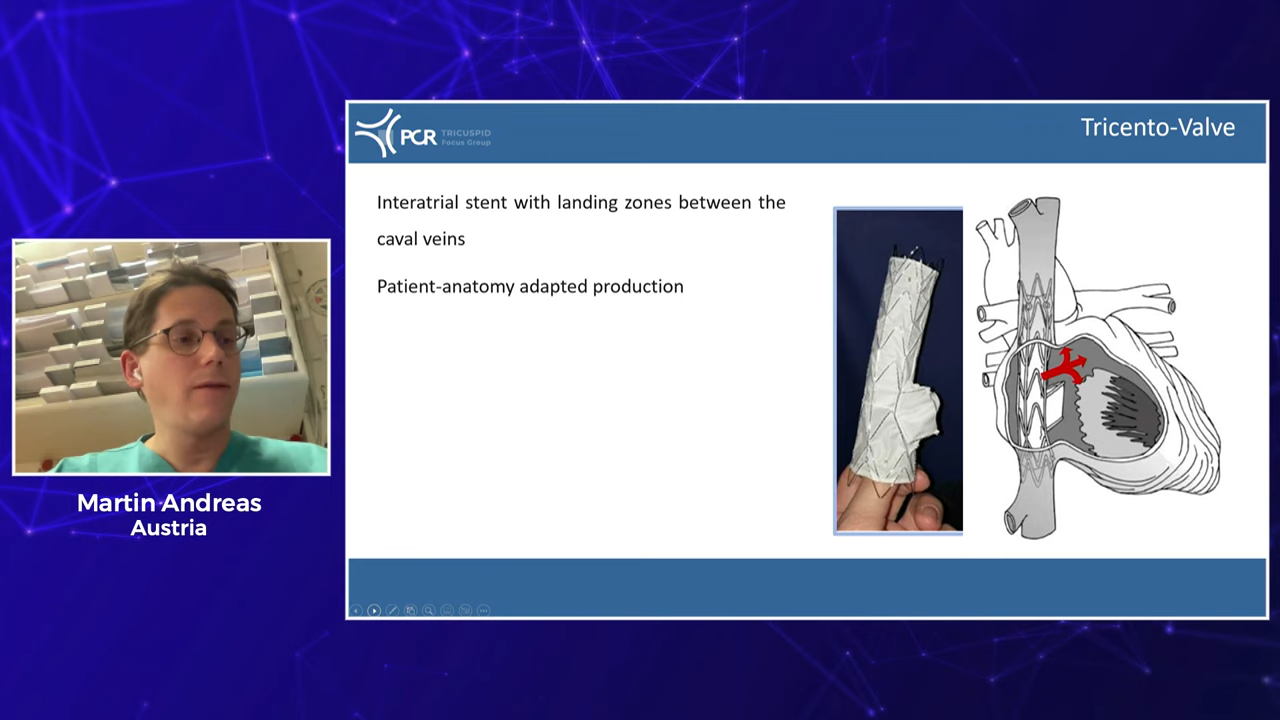 PCR
TRICUSPID
Focus Group
Tricento-Valve
Interatrial stent with landing zones between the
caval veins
Patient-anatomy adapted production
Martin Andreas
Austria